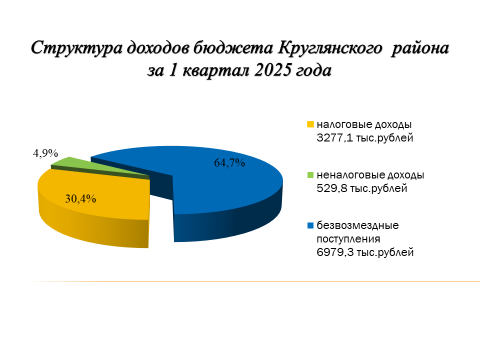 Структура доходов бюджета Круглянского района
за 1 квартал 2025 года
4,9%
64,7%
30,4%
налоговые доходы
3277,1 тыс.рублей
неналоговые доходы
529,8 тыс.рублей
безвозмездные
поступления
6979,3 тыс.рублей